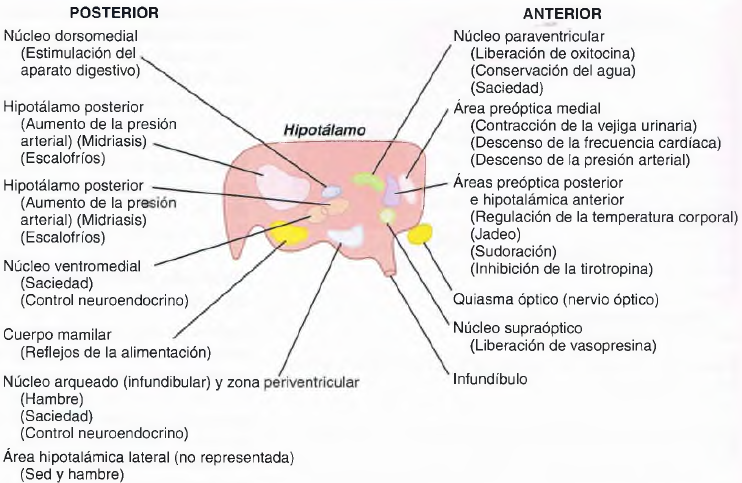 POSTERIOR
Núcleo dorsomedial
(Estimulación del
aparato digestivo)
Hipotálamo posterior
(Aumento de la presión
arterial) (Midriasis)
(Escalofríos)
Hipotálamo posterior
(Aumento de la presión
arterial) (Midriasis)
(Escalofríos)
Núcleo ventromedial
(Saciedad)
(Control neuroendocrino)
Cuerpo mamilar
(Reflejos de la alimentación)
Núcleo arqueado (infundibular) y zona periventricular
(Hambre)
(Saciedad)
(Control neuroendocrino)
Área hipotalámica lateral (no representada)
(Sed y hambre)
Hipotálamo
ANTERIOR
Núcleo paraventricular
(Liberación de oxitocina)
(Conservación del agua)
(Saciedad)
Área preóptica medial
(Contracción de la vejiga urinaria)
(Descenso de la frecuencia cardíaca)
(Descenso de la presión arterial)
Áreas preóptica posterior
e hipotalámica anterior
(Regulación de la temperatura corporal)
(Jadeo)
(Sudoración)
(Inhibición de la tirotropina)
Quiasma óptico (nervio óptico)
Núcleo supraóptico
(Liberación de vasopresina)
Infundíbulo